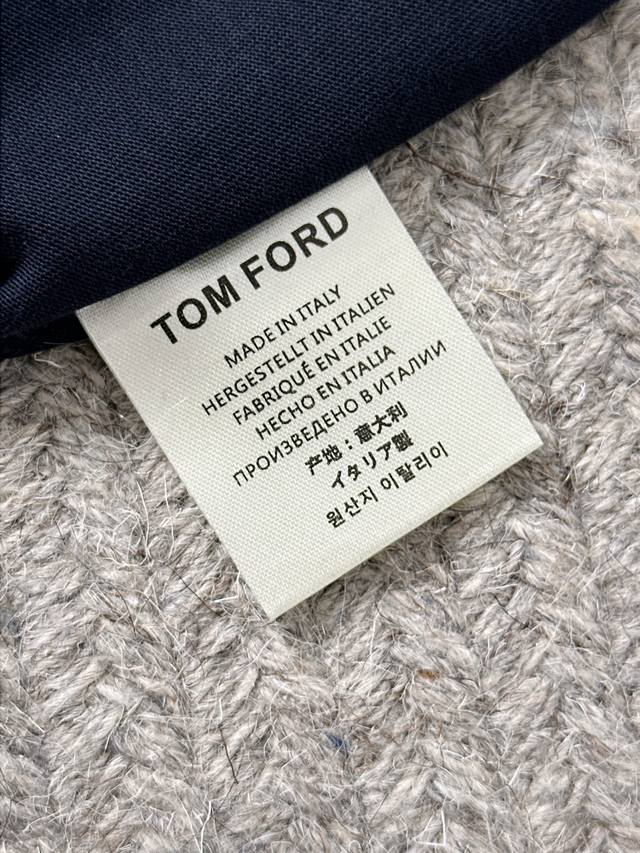 TOM FORD
MADE IN ITALY
HERGESTELLT IN ITALIEN
FABRIQUÉ EN ITALIE
HECHO EN ITALIA
ПРОИЗВЕДЕНО В ИТАЛИИ
产地：意大利
イタリア製
원산지 이탈리이